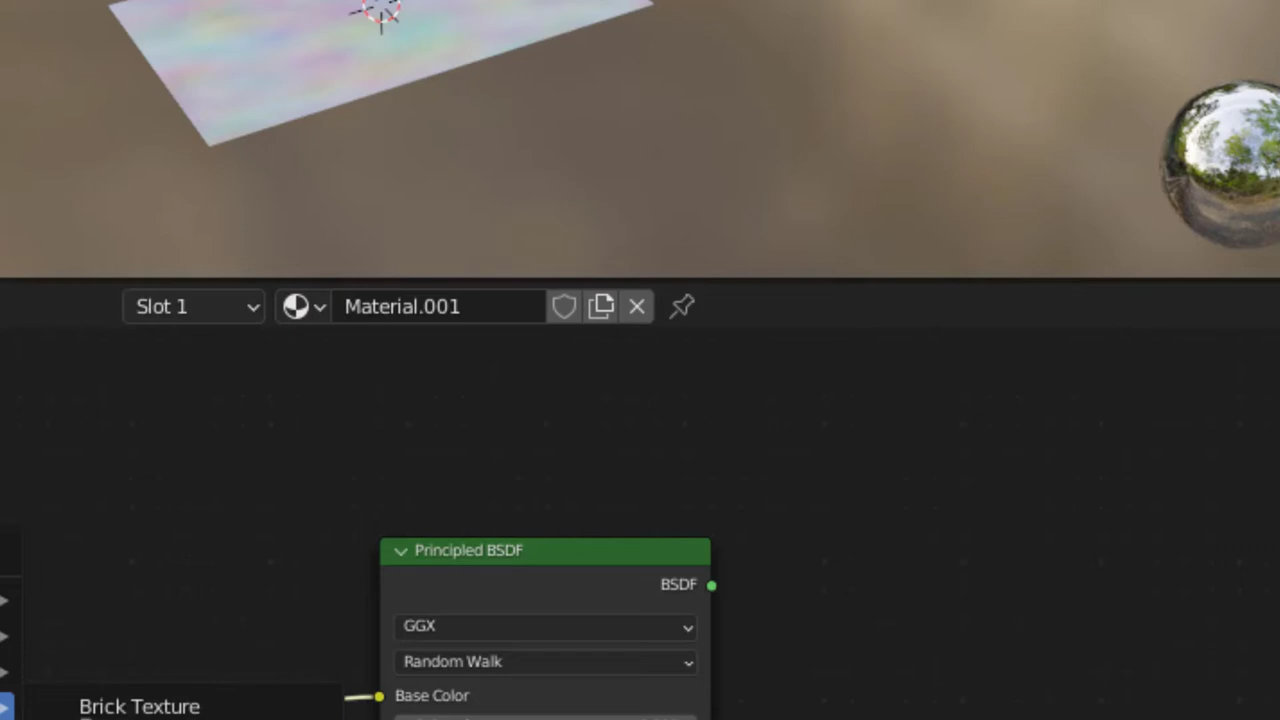 Slot 1
Material.001
Principled BSDF
BSDF
GGX
Random Walk
Base Color
Brick Texture